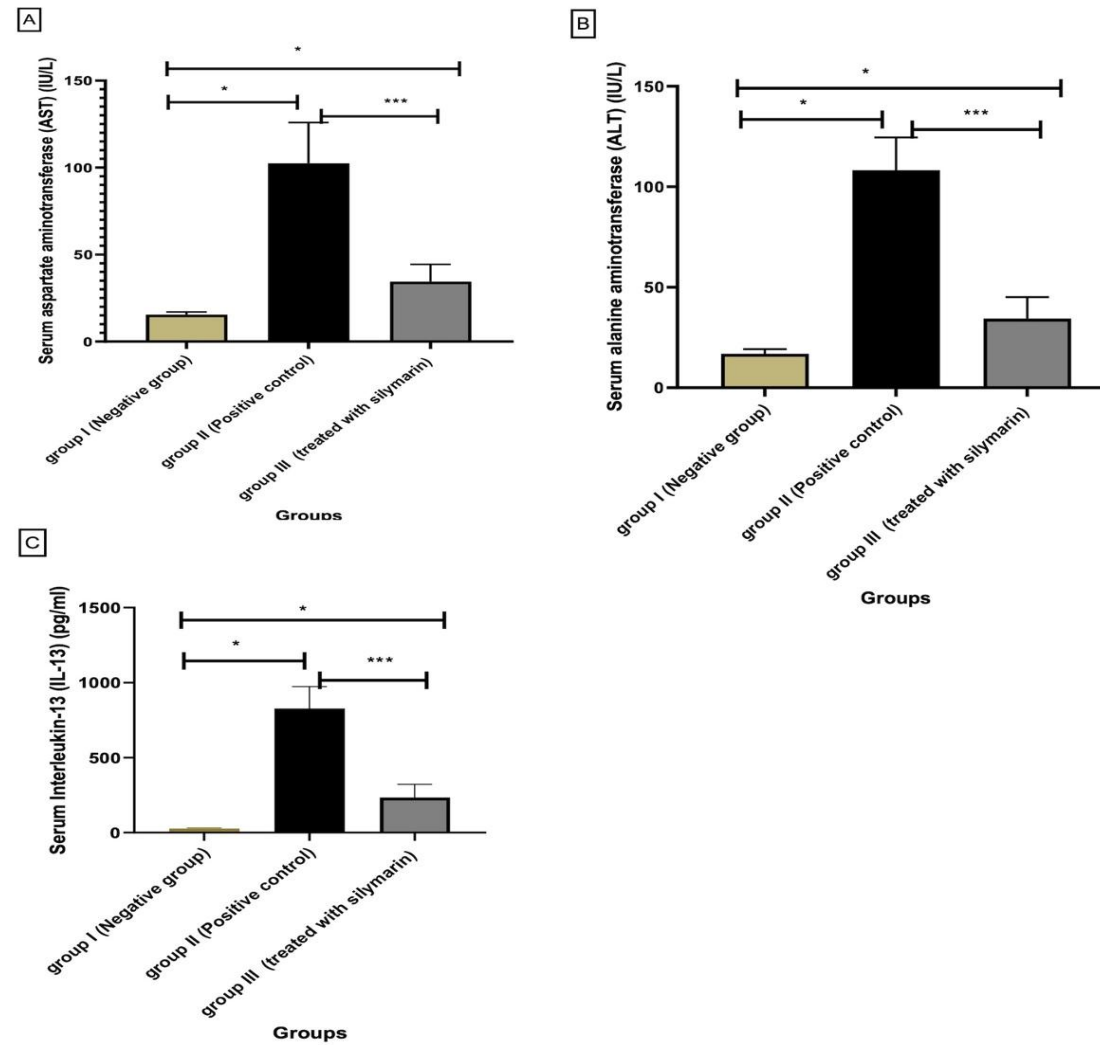 A
Serum aspartate aminotransferase (AST) (IU/L)
150
100
50
0
*
*
***
group I (Negative group)
group II (Positive control)
group III (treated with silymarin)
Groups
B
Serum alanine aminotransferase (ALT) (IU/L)
150
100
50
0
*
*
***
group I (Negative group)
group II (Positive control)
group III (treated with silymarin)
Groups
C
Serum Interleukin-13 (IL-13) (pg/ml)
1500
1000
500
0
*
*
***
group I (Negative group)
group II (Positive control)
group III (treated with silymarin)
Groups